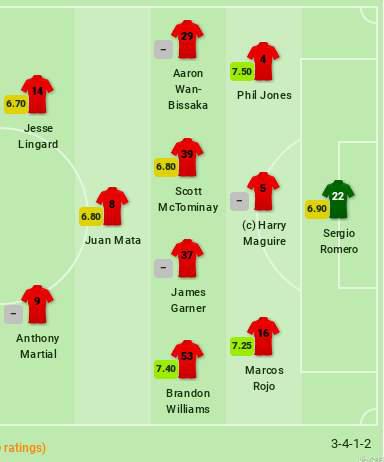 29
–
Aaron
Wan-
Bissaka
4
7.50
Phil Jones
14
6.70
Jesse
Lingard
39
6.80
Scott
McTominay
5
–
(c) Harry
Maguire
22
6.90
Sergio
Romero
8
6.80
Juan Mata
37
–
James
Garner
9
–
Anthony
Martial
16
7.25
Marcos
Rojo
53
7.40
Brandon
Williams
ratings)
3-4-1-2